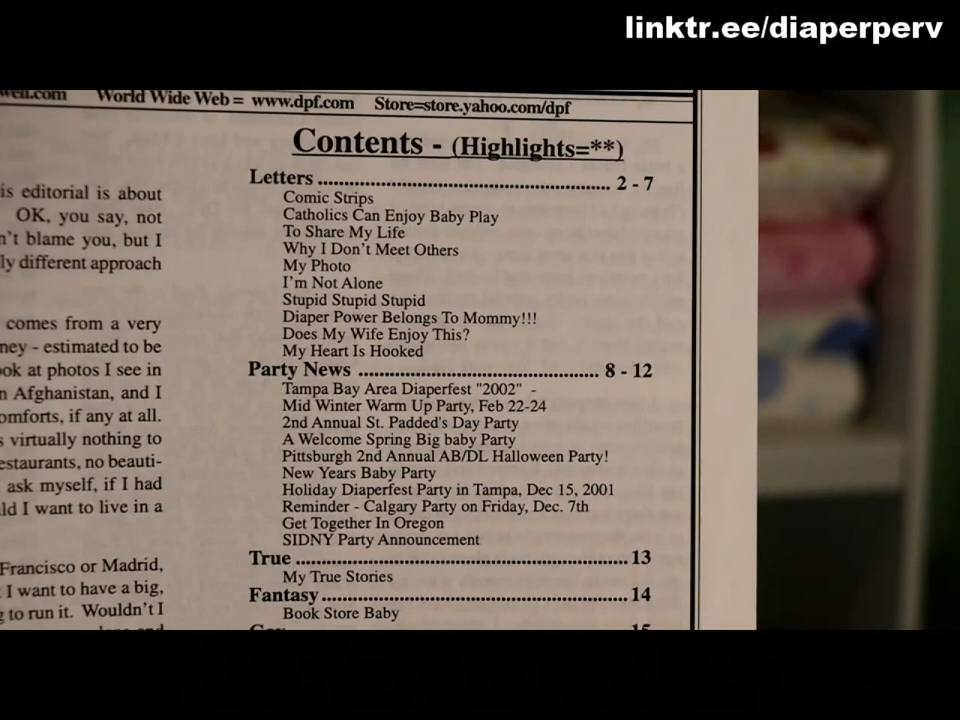 linktr.ee/diaperperv
well.com World Wide Web= www.dpf.com Store=store.yahoo.com/dpf
is editorial is about
OK, you say, not
n't blame you, but I
ly different approach
comes from a very
ney - estimated to be
ok at photos I see in
n Afghanistan, and I
omforts, if any at all.
s virtually nothing to
estaurants, no beauti-
ask myself, if I had
ld I want to live in a
Francisco or Madrid,
I want to have a big,
g to run it. Wouldn't I
Contents - (Highlights=**)
Letters .......................................................... 2 - 7
Comic Strips
Catholics Can Enjoy Baby Play
To Share My Life
Why I Don't Meet Others
My Photo
I'm Not Alone
Stupid Stupid Stupid
Diaper Power Belongs To Mommy!!!
Does My Wife Enjoy This?
My Heart Is Hooked
Party News ................................................ 8 - 12
Tampa Bay Area Diaperfest "2002" -
Mid Winter Warm Up Party, Feb 22-24
2nd Annual St. Padded's Day Party
A Welcome Spring Big baby Party
Pittsburgh 2nd Annual AB/DL Halloween Party!
New Years Baby Party
Holiday Diaperfest Party in Tampa, Dec 15, 2001
Reminder - Calgary Party on Friday, Dec. 7th
Get Together In Oregon
SIDNY Party Announcement
True .................................................................. 13
My True Stories
Fantasy ............................................................. 14
Book Store Baby